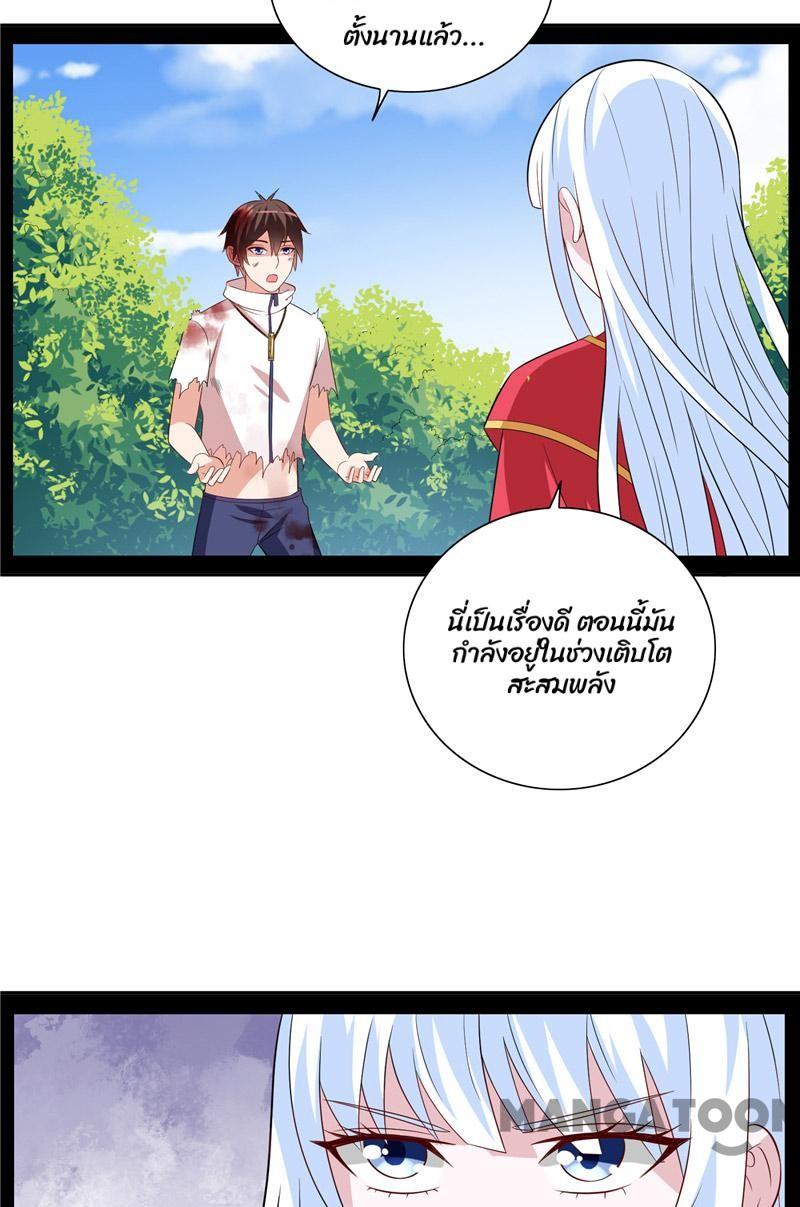 ตั้งนานแล้ว...
นี่เป็นเรื่องดี ตอนนี้มัน
กำลังอยู่ในช่วงเติบโต
สะสมพลัง
MANGA TOON